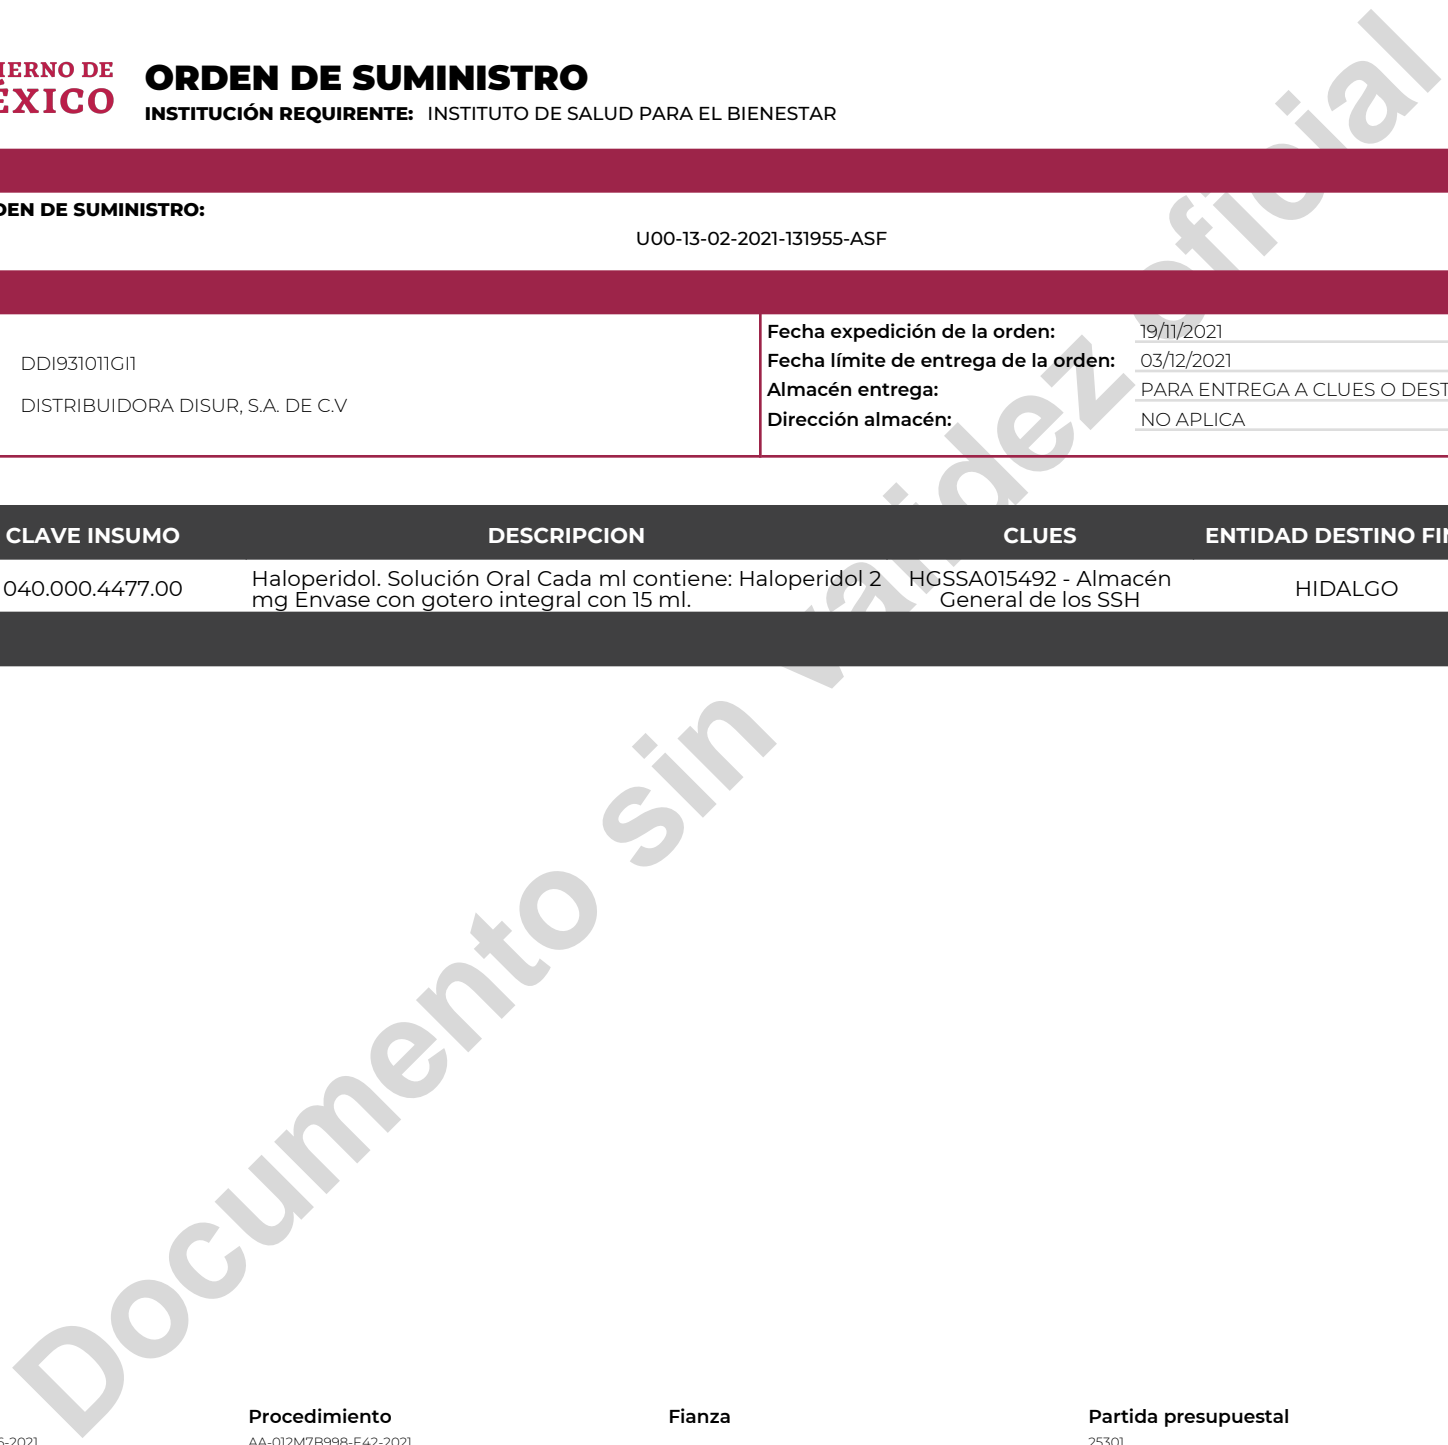 IERNO DE
ÉXICO
ORDEN DE SUMINISTRO
INSTITUCIÓN REQUIRENTE: INSTITUTO DE SALUD PARA EL BIENESTAR
DEN DE SUMINISTRO:
U00-13-02-2021-131955-ASF
DDI931011GI1
DISTRIBUIDORA DISUR, S.A. DE C.V
Fecha expedición de la orden: 19/11/2021
Fecha límite de entrega de la orden: 03/12/2021
Almacén entrega: PARA ENTREGA A CLUES O DEST
Dirección almacén: NO APLICA
CLAVE INSUMO DESCRIPCION CLUES ENTIDAD DESTINO FIN
040.000.4477.00
Haloperidol. Solución Oral Cada ml contiene: Haloperidol 2
mg Envase con gotero integral con 15 ml.
HGSSA015492 - Almacén
General de los SSH
HIDALGO
Documento sin validez oficial
Procedimiento Fianza Partida presupuestal
-2021 AA-012M7B998-E42-2021 25301